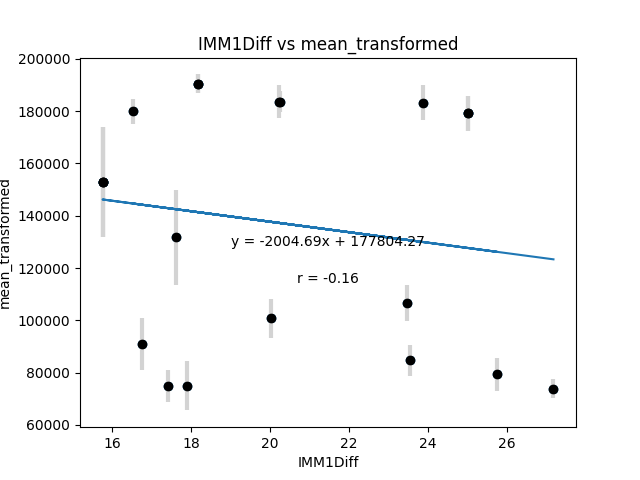 IMM1Diff vs mean_transformed
mean_transformed
200000
180000
160000
140000
120000
100000
80000
60000
y = -2004.69x + 177804.27
r = -0.16
16 18 20 22 24 26
IMM1Diff